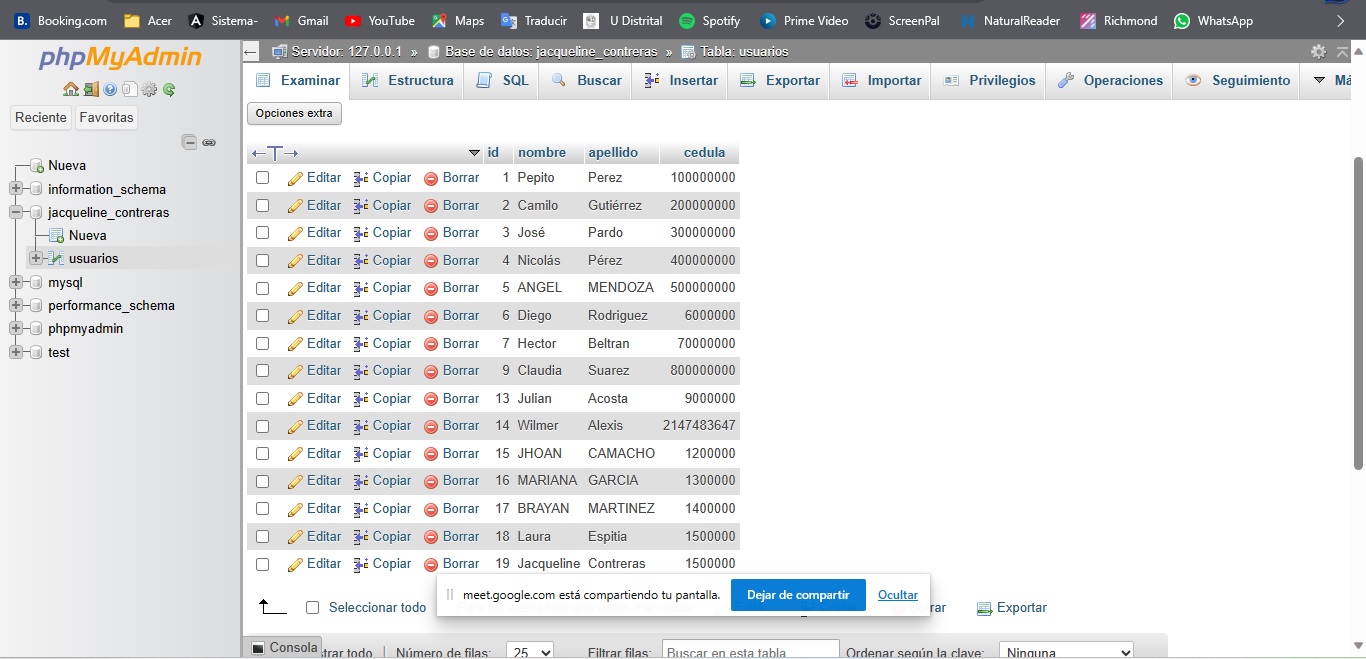 Booking.com Acer Sistema- Gmail YouTube Maps Traducir U Distrital Spotify Prime Video ScreenPal NaturalReader Richmond WhatsApp
phpMyAdmin
Servidor: 127.0.0.1 » Base de datos: jacqueline_contreras » Tabla: usuarios
Examinar Estructura SQL Buscar Insertar Exportar Importar Privilegios Operaciones Seguimiento Má
Reciente Favoritas
Opciones extra
Nueva
information_schema
jacqueline_contreras
Nueva
usuarios
mysql
performance_schema
phpmyadmin
test
id nombre apellido cedula
Editar Copiar Borrar 1 Pepito Perez 100000000
Editar Copiar Borrar 2 Camilo Gutiérrez 200000000
Editar Copiar Borrar 3 José Pardo 300000000
Editar Copiar Borrar 4 Nicolás Pérez 400000000
Editar Copiar Borrar 5 ANGEL MENDOZA 500000000
Editar Copiar Borrar 6 Diego Rodriguez 6000000
Editar Copiar Borrar 7 Hector Beltran 70000000
Editar Copiar Borrar 9 Claudia Suarez 800000000
Editar Copiar Borrar 13 Julian Acosta 9000000
Editar Copiar Borrar 14 Wilmer Alexis 2147483647
Editar Copiar Borrar 15 JHOAN CAMACHO 1200000
Editar Copiar Borrar 16 MARIANA GARCIA 1300000
Editar Copiar Borrar 17 BRAYAN MARTINEZ 1400000
Editar Copiar Borrar 18 Laura Espitia 1500000
Editar Copiar Borrar 19 Jacqueline Contreras 1500000
meet.google.com está compartiendo tu pantalla. Dejar de compartir Ocultar
Seleccionar todo rar Exportar
Consola trar todo | Número de filas: 25 Filtrar filas: Buscar en esta tabla Ordenar según la clave: Ninguna